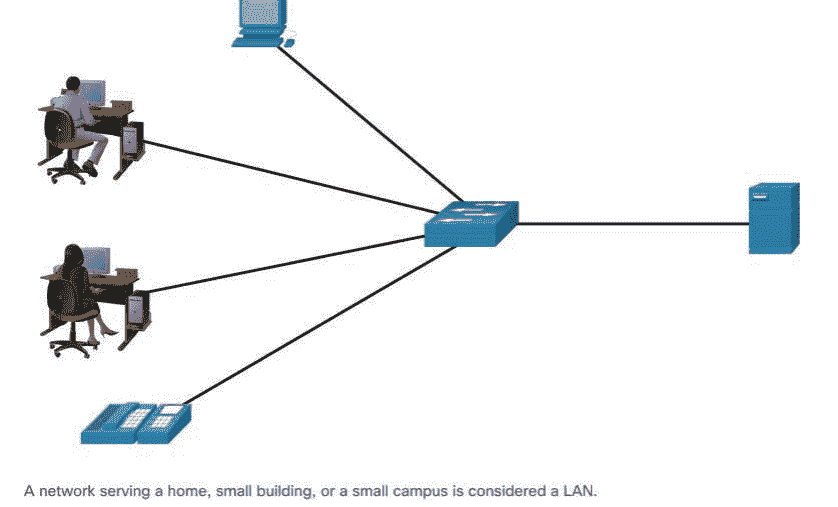 A network serving a home, small building, or a small campus is considered a LAN.